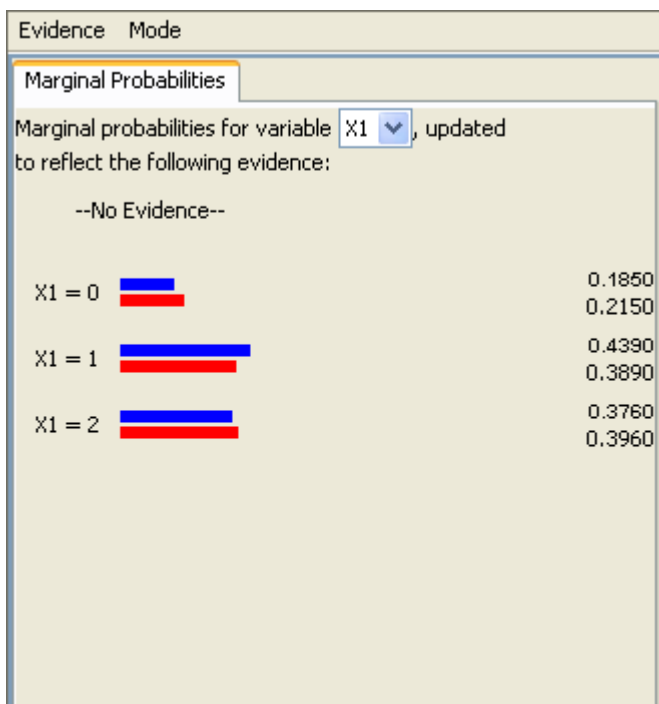 Evidence Mode
Marginal Probabilities
Marginal probabilities for variable X1 , updated
to reflect the following evidence:
--No Evidence--
X1 = 0
0.1850
0.2150
X1 = 1
0.4390
0.3890
X1 = 2
0.3760
0.3960